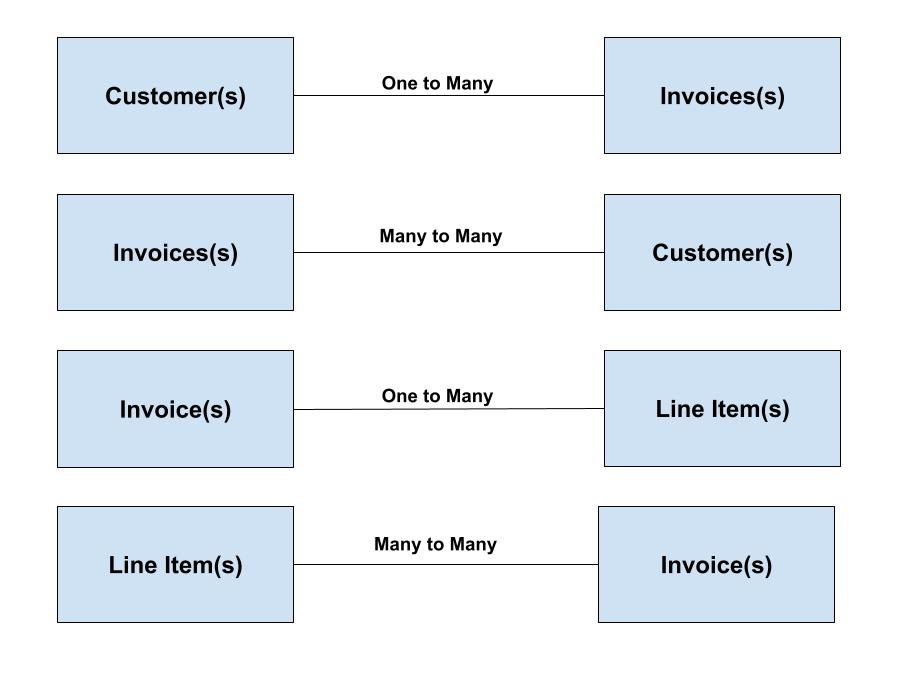 Customer(s)
One to Many
Invoices(s)
Invoices(s)
Many to Many
Customer(s)
Invoice(s)
One to Many
Line Item(s)
Line Item(s)
Many to Many
Invoice(s)